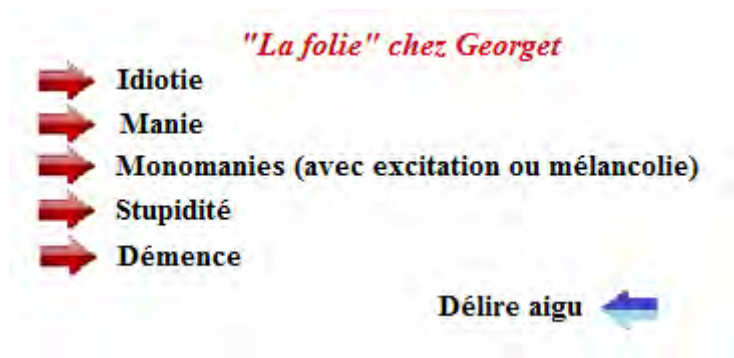 "La folie" chez Georget
Idiotie
Manie
Monomanies (avec excitation ou mélancolie)
Stupidité
Démence
Délire aigu